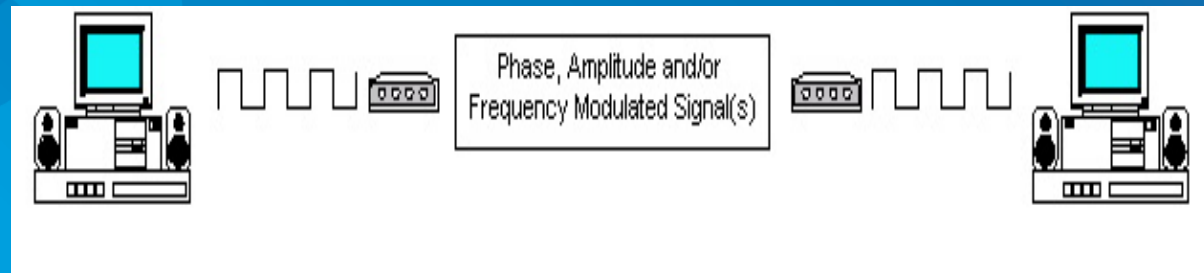 Phase, Amplitude and/or
Frequency Modulated Signal(s)